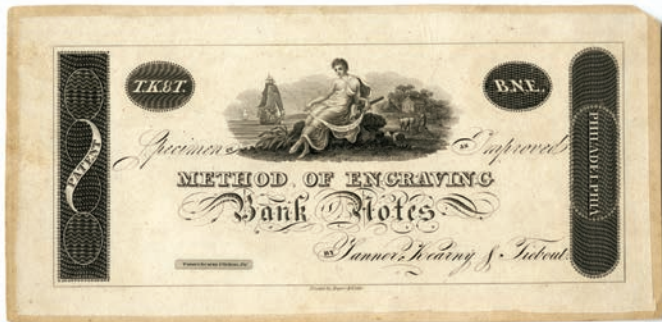 T.K.&T.
B.N.E.
PATENT
PHILADELPHIA
Specimen of an Improved
METHOD OF ENGRAVING
Bank Notes
BY Tanner, Kearny & Tiebout.